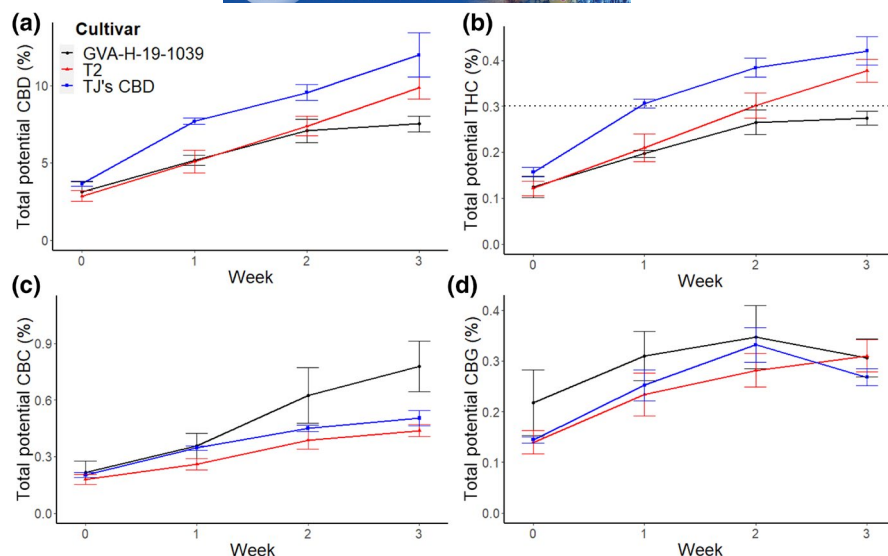 (a)
Cultivar
GVA-H-19-1039
T2
TJ's CBD
Total potential CBD (%)
10
5
0
0 1 2 3
Week
(b)
Total potential THC (%)
0.4
0.3
0.2
0.1
0.0
0 1 2 3
Week
(c)
Total potential CBC (%)
0.9
0.6
0.3
0.0
0 1 2 3
Week
(d)
Total potential CBG (%)
0.4
0.3
0.2
0.1
0.0
0 1 2 3
Week